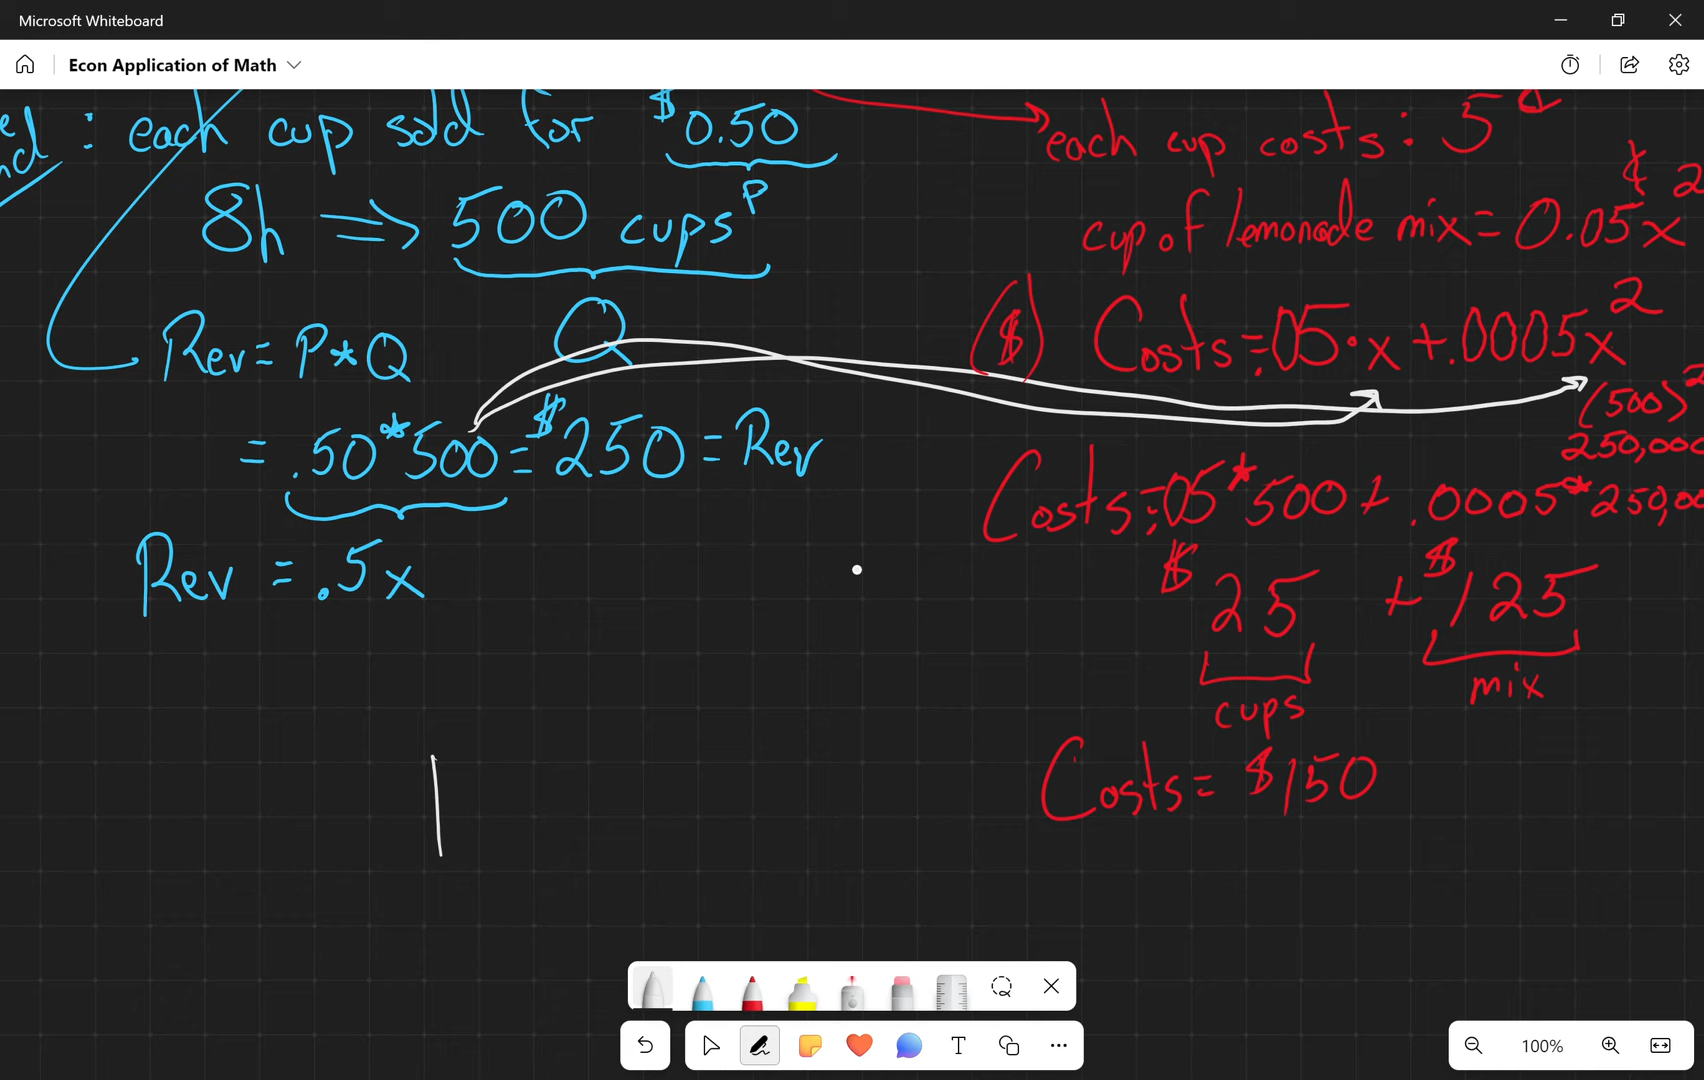 Microsoft Whiteboard
Econ Application of Math
: each cup sold for $0.50
P
8h => 500 cups
Q
Rev = P*Q
= .50*500 = $250 = Rev
Rev = .5x
each cup costs: 5¢
cup of lemonade mix = 0.05x²
¢
($) Costs = .05·x + .0005x²
(500)²
250,000
Costs = .05*500 + .0005*250,00
$25 + $125
cups mix
Costs = $150
100%